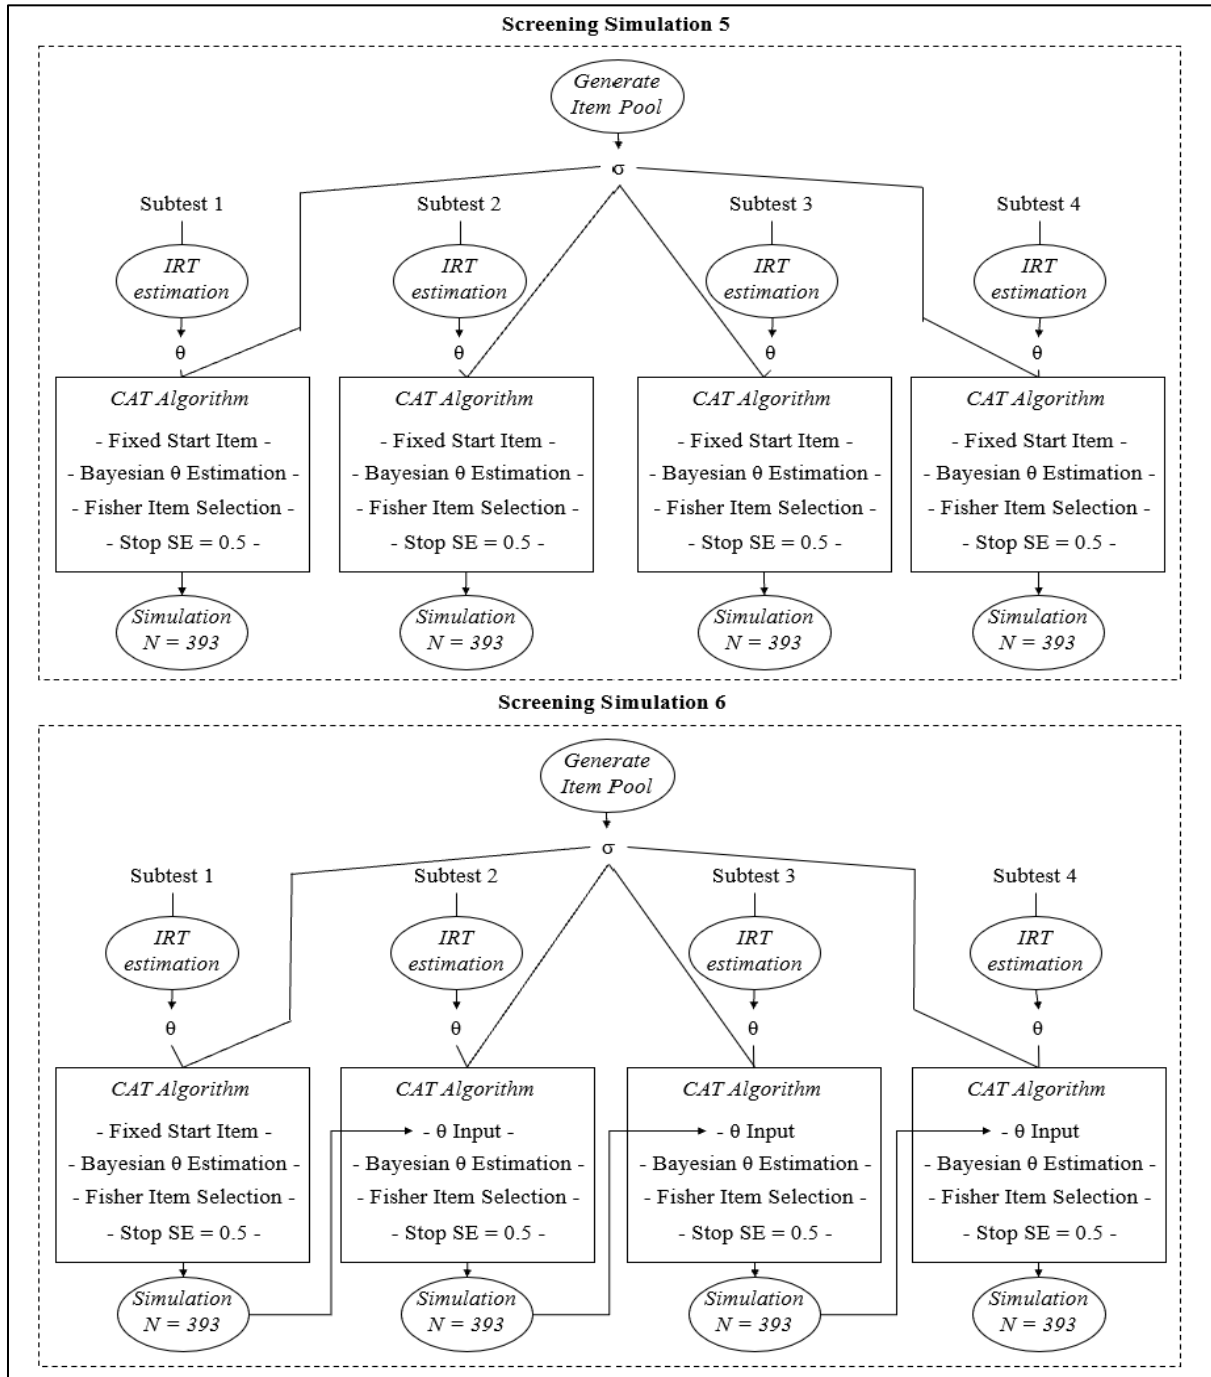 Screening Simulation 5
Generate
Item Pool
σ
Subtest 1
Subtest 2
Subtest 3
Subtest 4
IRT
estimation
IRT
estimation
IRT
estimation
IRT
estimation
θ
θ
θ
θ
CAT Algorithm
- Fixed Start Item -
- Bayesian θ Estimation -
- Fisher Item Selection -
- Stop SE = 0.5 -
CAT Algorithm
- Fixed Start Item -
- Bayesian θ Estimation -
- Fisher Item Selection -
- Stop SE = 0.5 -
CAT Algorithm
- Fixed Start Item -
- Bayesian θ Estimation -
- Fisher Item Selection -
- Stop SE = 0.5 -
CAT Algorithm
- Fixed Start Item -
- Bayesian θ Estimation -
- Fisher Item Selection -
- Stop SE = 0.5 -
Simulation
N = 393
Simulation
N = 393
Simulation
N = 393
Simulation
N = 393
Screening Simulation 6
Generate
Item Pool
σ
Subtest 1
Subtest 2
Subtest 3
Subtest 4
IRT
estimation
IRT
estimation
IRT
estimation
IRT
estimation
θ
θ
θ
θ
CAT Algorithm
- Fixed Start Item -
- Bayesian θ Estimation -
- Fisher Item Selection -
- Stop SE = 0.5 -
CAT Algorithm
- θ Input -
- Bayesian θ Estimation -
- Fisher Item Selection -
- Stop SE = 0.5 -
CAT Algorithm
- θ Input
- Bayesian θ Estimation -
- Fisher Item Selection -
- Stop SE = 0.5 -
CAT Algorithm
- θ Input
- Bayesian θ Estimation -
- Fisher Item Selection -
- Stop SE = 0.5 -
Simulation
N = 393
Simulation
N = 393
Simulation
N = 393
Simulation
N = 393